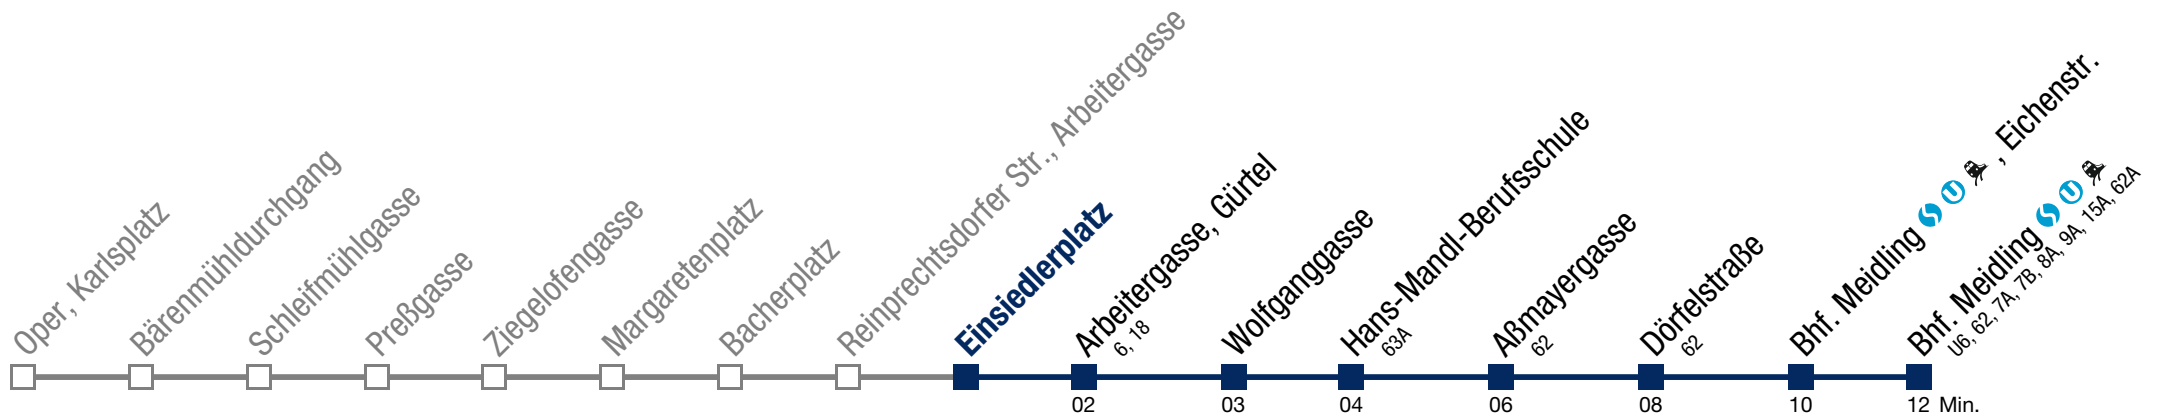 Oper, Karlsplatz
Bärenmühldurchgang
Schleifmühlgasse
Preßgasse
Ziegelofengasse
Margaretenplatz
Bacherplatz
Reinprechtsdorfer Str., Arbeitergasse
Einsiedlerplatz
Arbeitergasse, Gürtel
6, 18
Wolfganggasse
Hans-Mandl-Berufsschule
63A
Aßmayergasse
62
Dörfelstraße
62
Bhf. Meidling S U , Eichenstr.
Bhf. Meidling S U
U6, 62, 7A, 7B, 8A, 9A, 15A, 62A
02 03 04 06 08 10 12 Min.